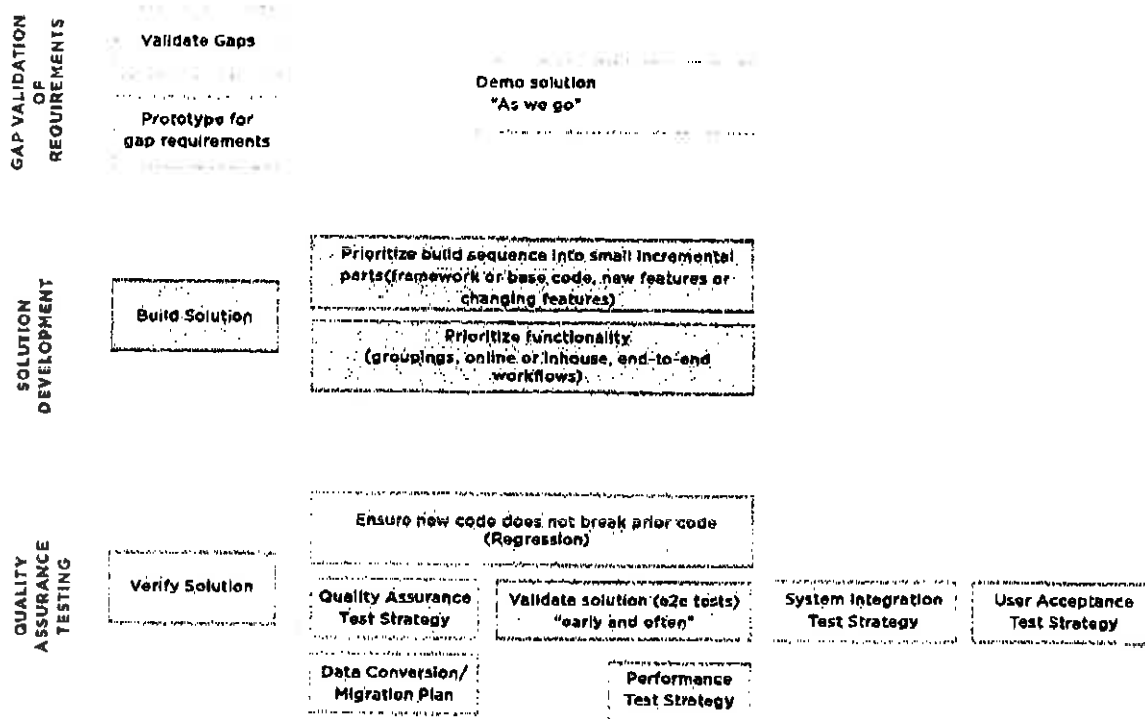 GAP VALIDATION
OF
REQUIREMENTS
Validate Gaps
Prototype for
gap requirements
Demo solution
"As we go"
SOLUTION
DEVELOPMENT
Build Solution
Prioritize build sequence into small incremental
parts(framework or base code, new features or
changing features)
Prioritize functionality
(groupings, online or inhouse, end-to-end
workflows)
QUALITY
ASSURANCE
TESTING
Verify Solution
Ensure new code does not break prior code
(Regression)
Quality Assurance
Test Strategy
Validate solution (e2e tests)
"early and often"
System Integration
Test Strategy
User Acceptance
Test Strategy
Data Conversion/
Migration Plan
Performance
Test Strategy